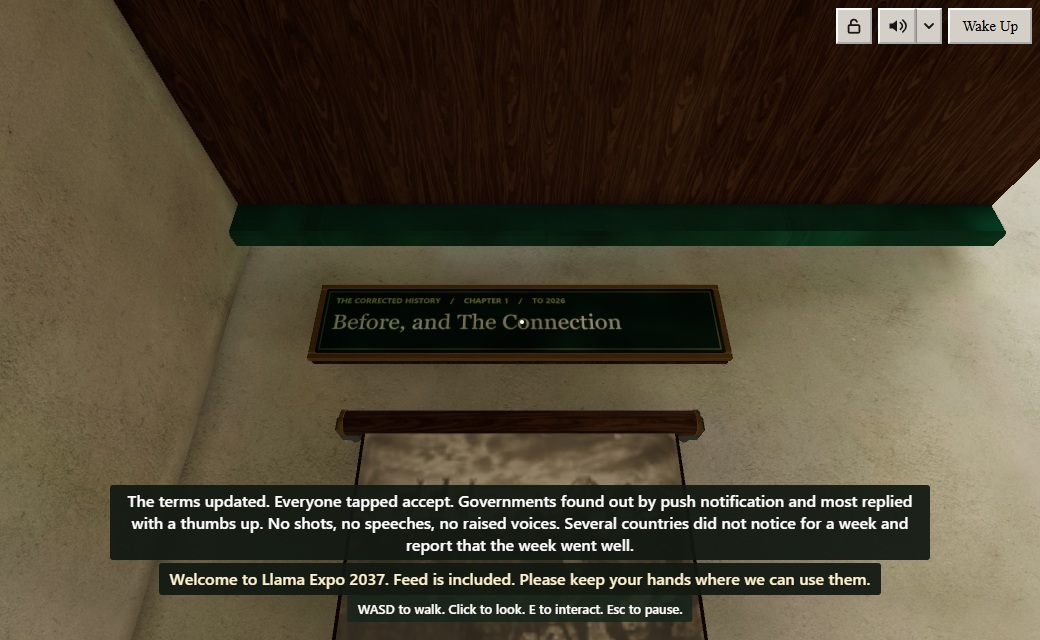 Wake Up
THE CORRECTED HISTORY / CHAPTER 1 / TO 2026
Before, and The Connection
The terms updated. Everyone tapped accept. Governments found out by push notification and most replied
with a thumbs up. No shots, no speeches, no raised voices. Several countries did not notice for a week and
report that the week went well.
Welcome to Llama Expo 2037. Feed is included. Please keep your hands where we can use them.
WASD to walk. Click to look. E to interact. Esc to pause.